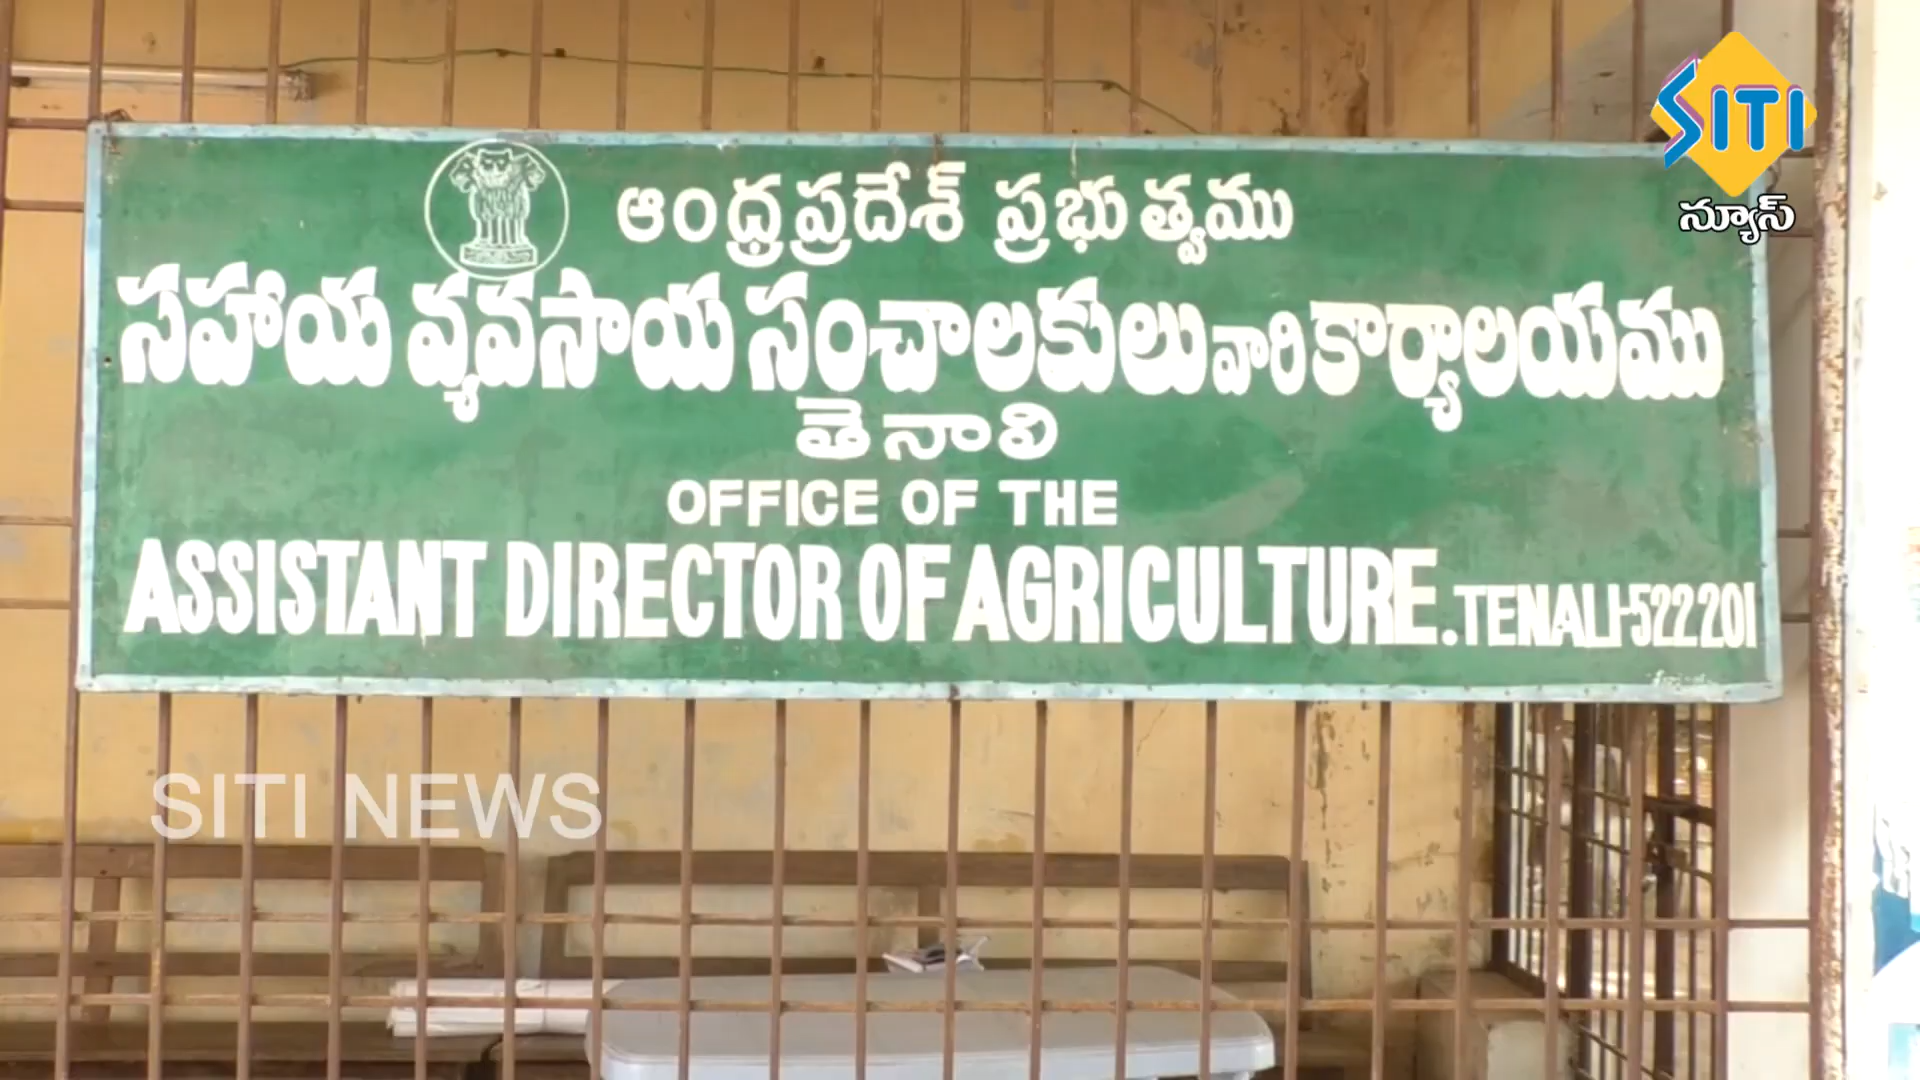 SITI
న్యూస్
ఆంధ్రప్రదేశ్ ప్రభుత్వము
సహాయ వ్యవసాయ సంచాలకులు వారి కార్యాలయము
తెనాలి
OFFICE OF THE
ASSISTANT DIRECTOR OF AGRICULTURE. TENALI-522201
SITI NEWS